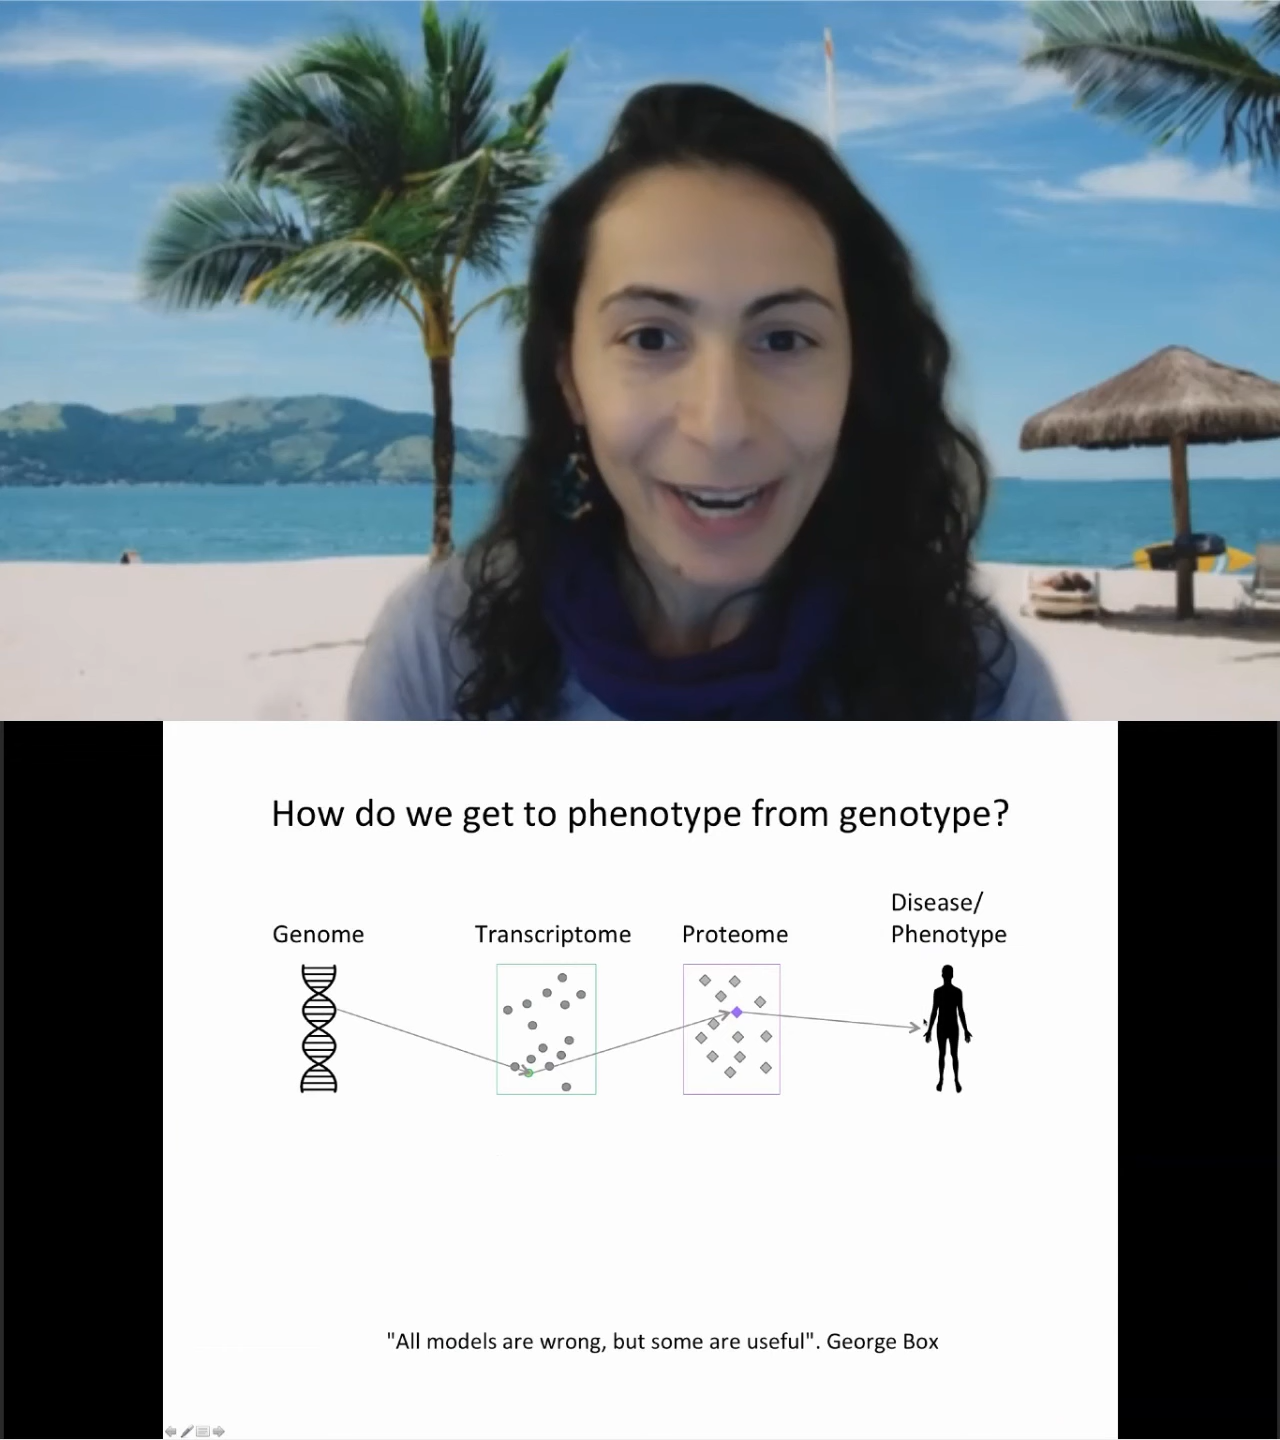 How do we get to phenotype from genotype?
Disease/
Genome Transcriptome Proteome Phenotype
"All models are wrong, but some are useful". George Box